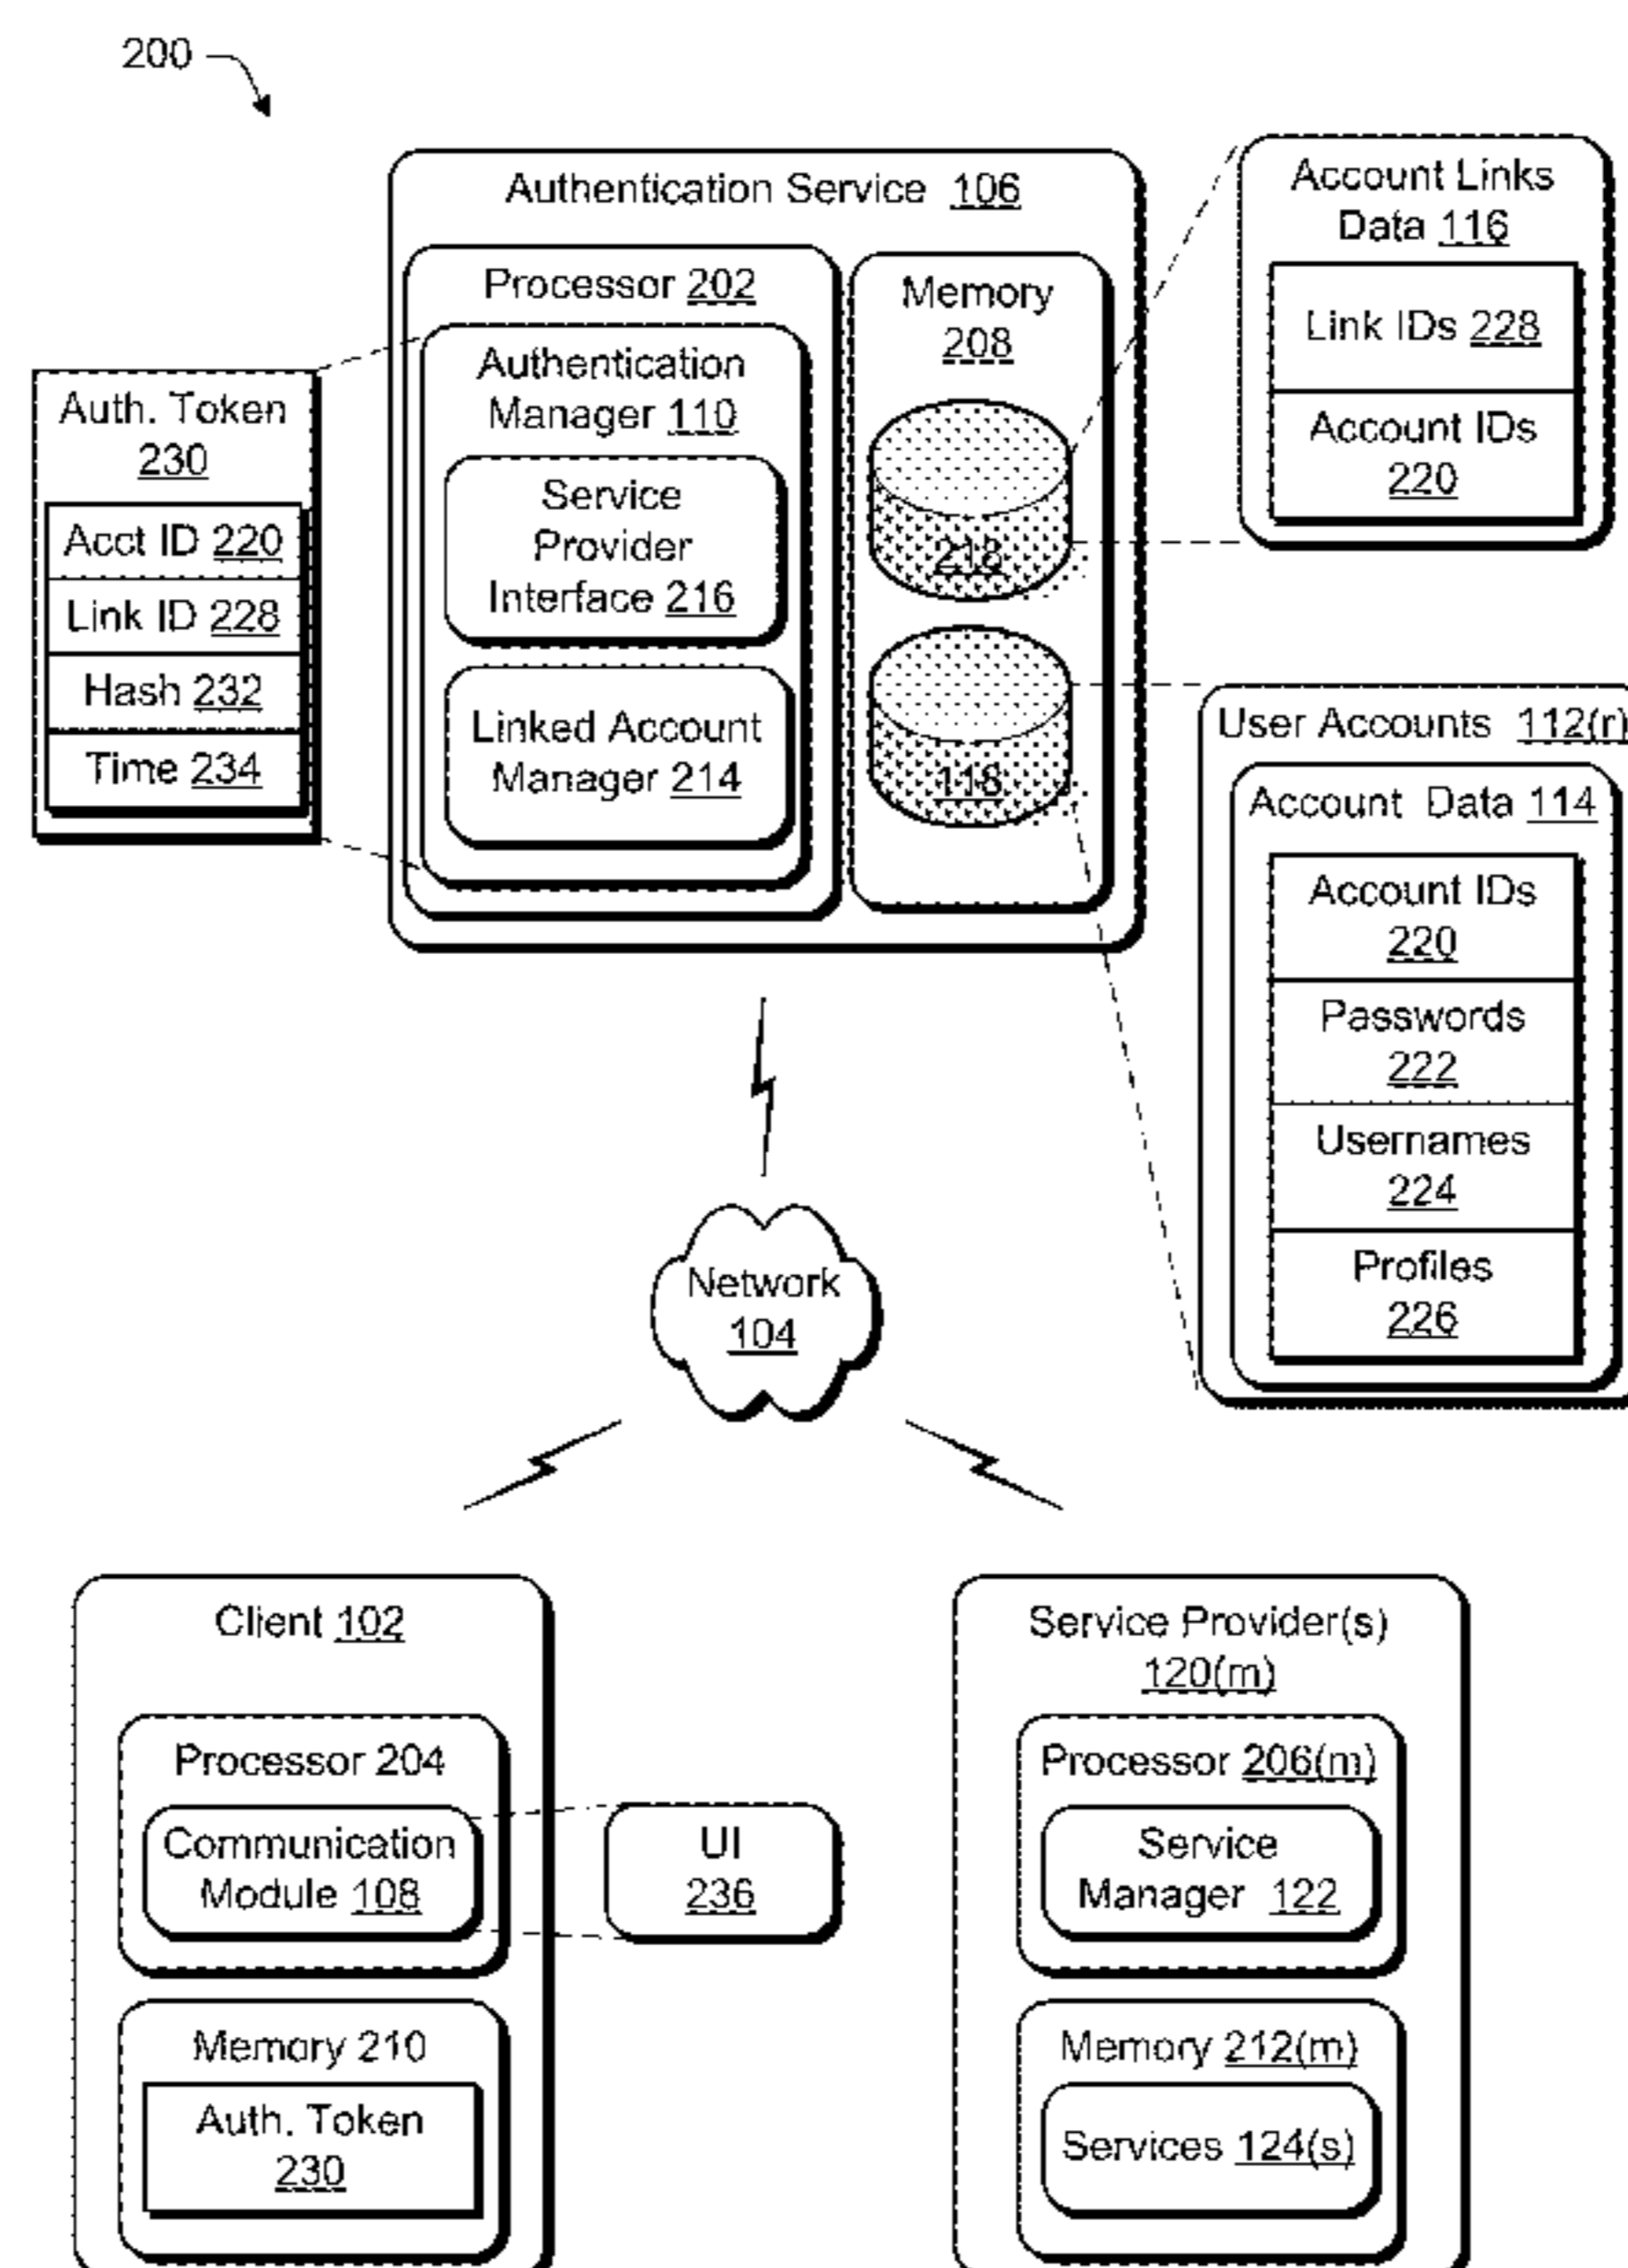 200
Authentication Service 106
Processor 202
Authentication
Manager 110
Service
Provider
Interface 216
Linked Account
Manager 214
Memory
208
218
118
Auth. Token
230
Acct ID 220
Link ID 228
Hash 232
Time 234
Account Links
Data 116
Link IDs 228
Account IDs
220
User Accounts 112(r)
Account Data 114
Account IDs
220
Passwords
222
Usernames
224
Profiles
226
Network
104
Client 102
Processor 204
Communication
Module 108
UI
236
Memory 210
Auth. Token
230
Service Provider(s)
120(m)
Processor 206(m)
Service
Manager 122
Memory 212(m)
Services 124(s)